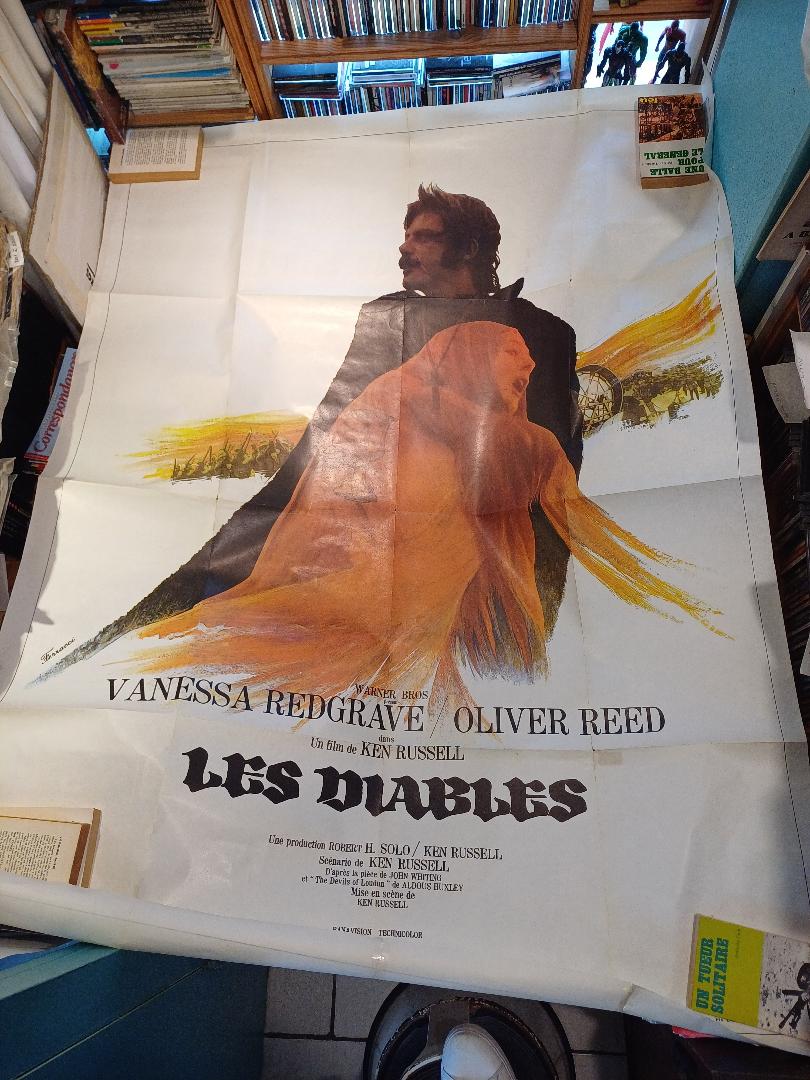 UNE BALLE
POUR
LE GENERAL
Correspondance
Ferracci
WARNER BROS
VANESSA REDGRAVE / OLIVER REED
dans
Un film de KEN RUSSELL
LES DIABLES
Une production ROBERT H. SOLO / KEN RUSSELL
Scénario de KEN RUSSELL
D'après la pièce de JOHN WHITING
et "The Devils of Loudun" de ALDOUS HUXLEY
Mise en scène de
KEN RUSSELL
PANAVISION TECHNICOLOR
UN TUEUR
SOLITAIRE